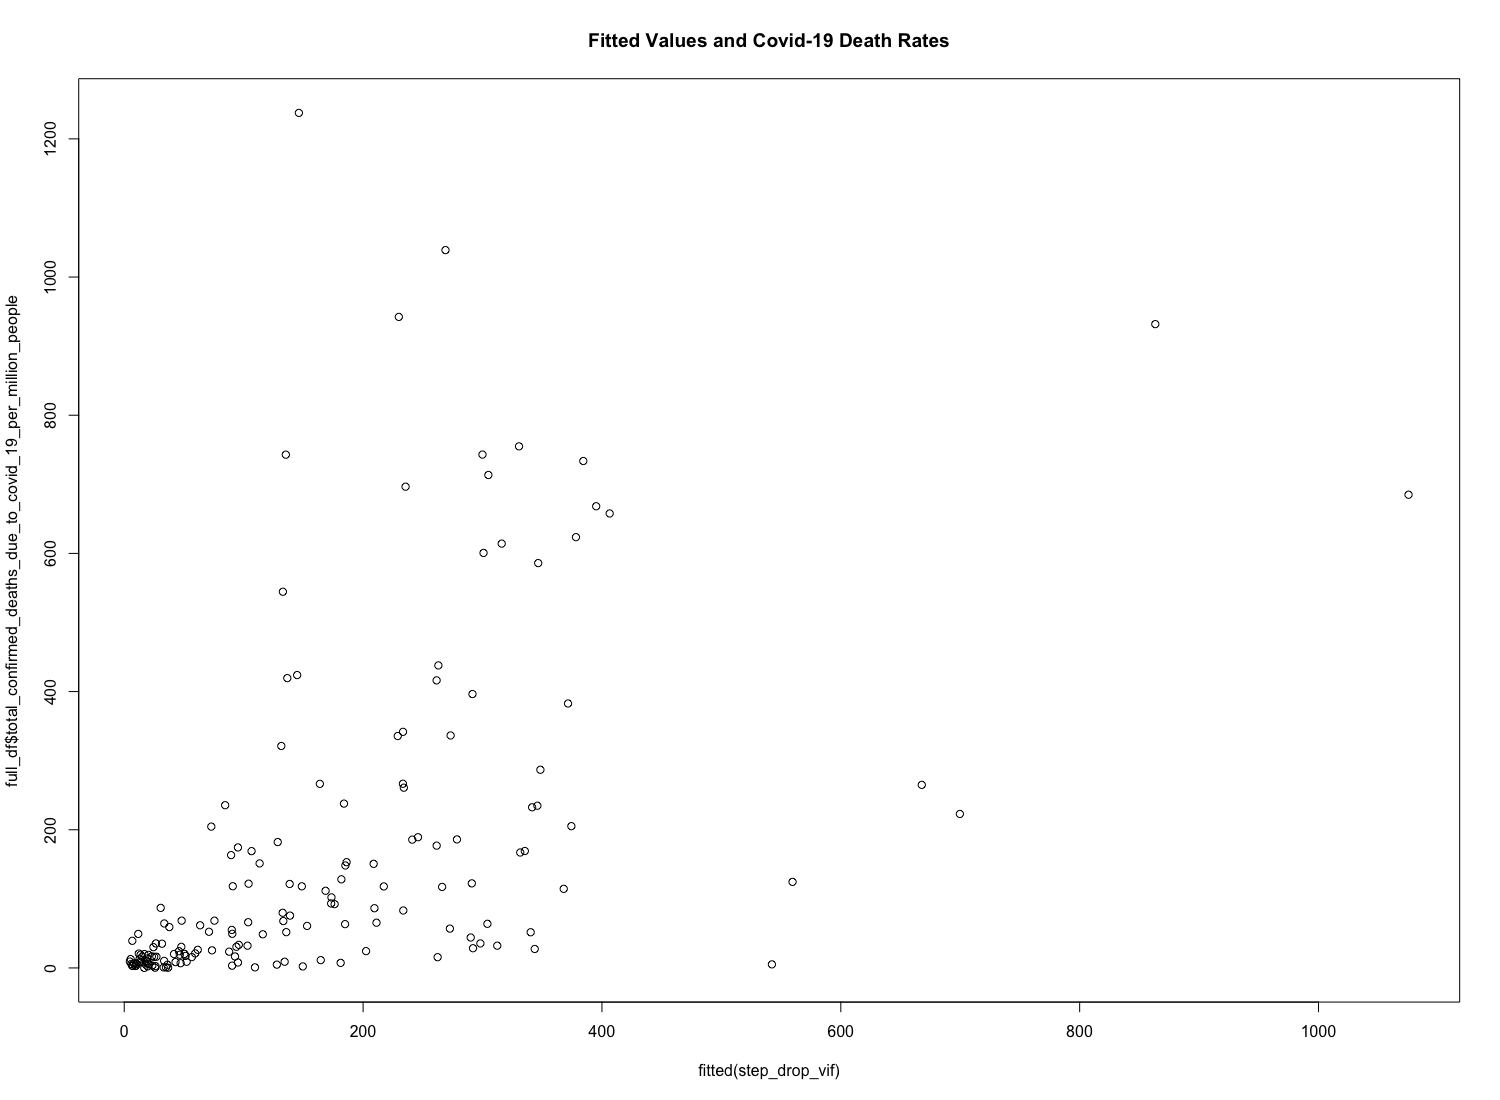 Fitted Values and Covid-19 Death Rates
full_df$total_confirmed_deaths_due_to_covid_19_per_million_people
1200
1000
800
600
400
200
0
0 200 400 600 800 1000
fitted(step_drop_vif)